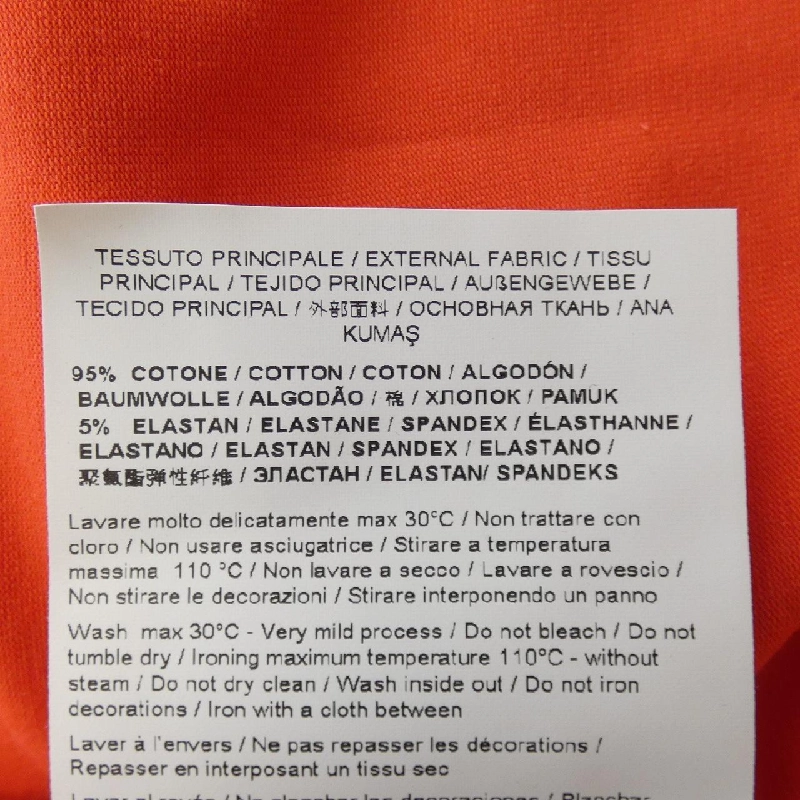 TESSUTO PRINCIPALE / EXTERNAL FABRIC / TISSU
PRINCIPAL / TEJIDO PRINCIPAL / AUßENGEWEBE /
TECIDO PRINCIPAL / 外部面料 / ОСНОВНАЯ ТКАНЬ / ANA
KUMAŞ
95% COTONE / COTTON / COTON / ALGODÓN /
BAUMWOLLE / ALGODÃO / 棉 / ХЛОПОК / PAMUK
5% ELASTAN / ELASTANE / SPANDEX / ÉLASTHANNE /
ELASTANO / ELASTAN / SPANDEX / ELASTANO /
聚氨酯弹性纤维 / ЭЛАСТАН / ELASTAN/ SPANDEKS
Lavare molto delicatamente max 30°C / Non trattare con
cloro / Non usare asciugatrice / Stirare a temperatura
massima 110 °C / Non lavare a secco / Lavare a rovescio /
Non stirare le decorazioni / Stirare interponendo un panno
Wash max 30°C - Very mild process / Do not bleach / Do not
tumble dry / Ironing maximum temperature 110°C - without
steam / Do not dry clean / Wash inside out / Do not iron
decorations / Iron with a cloth between
Laver à l'envers / Ne pas repasser les décorations /
Repasser en interposant un tissu sec